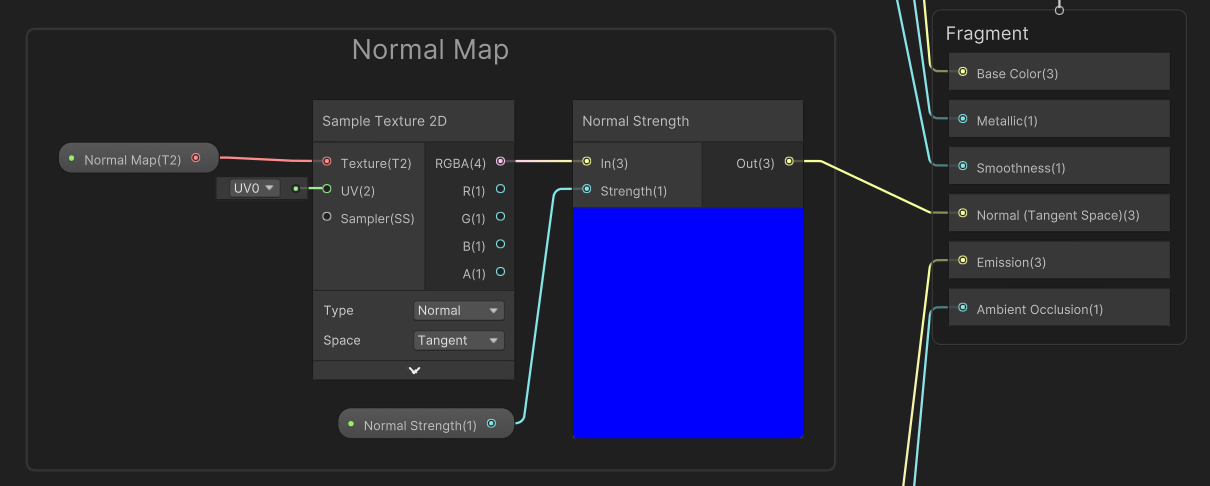 Normal Map
Fragment
Base Color(3)
Metallic(1)
Smoothness(1)
Normal (Tangent Space)(3)
Emission(3)
Ambient Occlusion(1)
Normal Map(T2)
UV0
Sample Texture 2D
Texture(T2)
UV(2)
Sampler(SS)
RGBA(4)
R(1)
G(1)
B(1)
A(1)
Type Normal
Space Tangent
Normal Strength(1)
Normal Strength
In(3)
Strength(1)
Out(3)